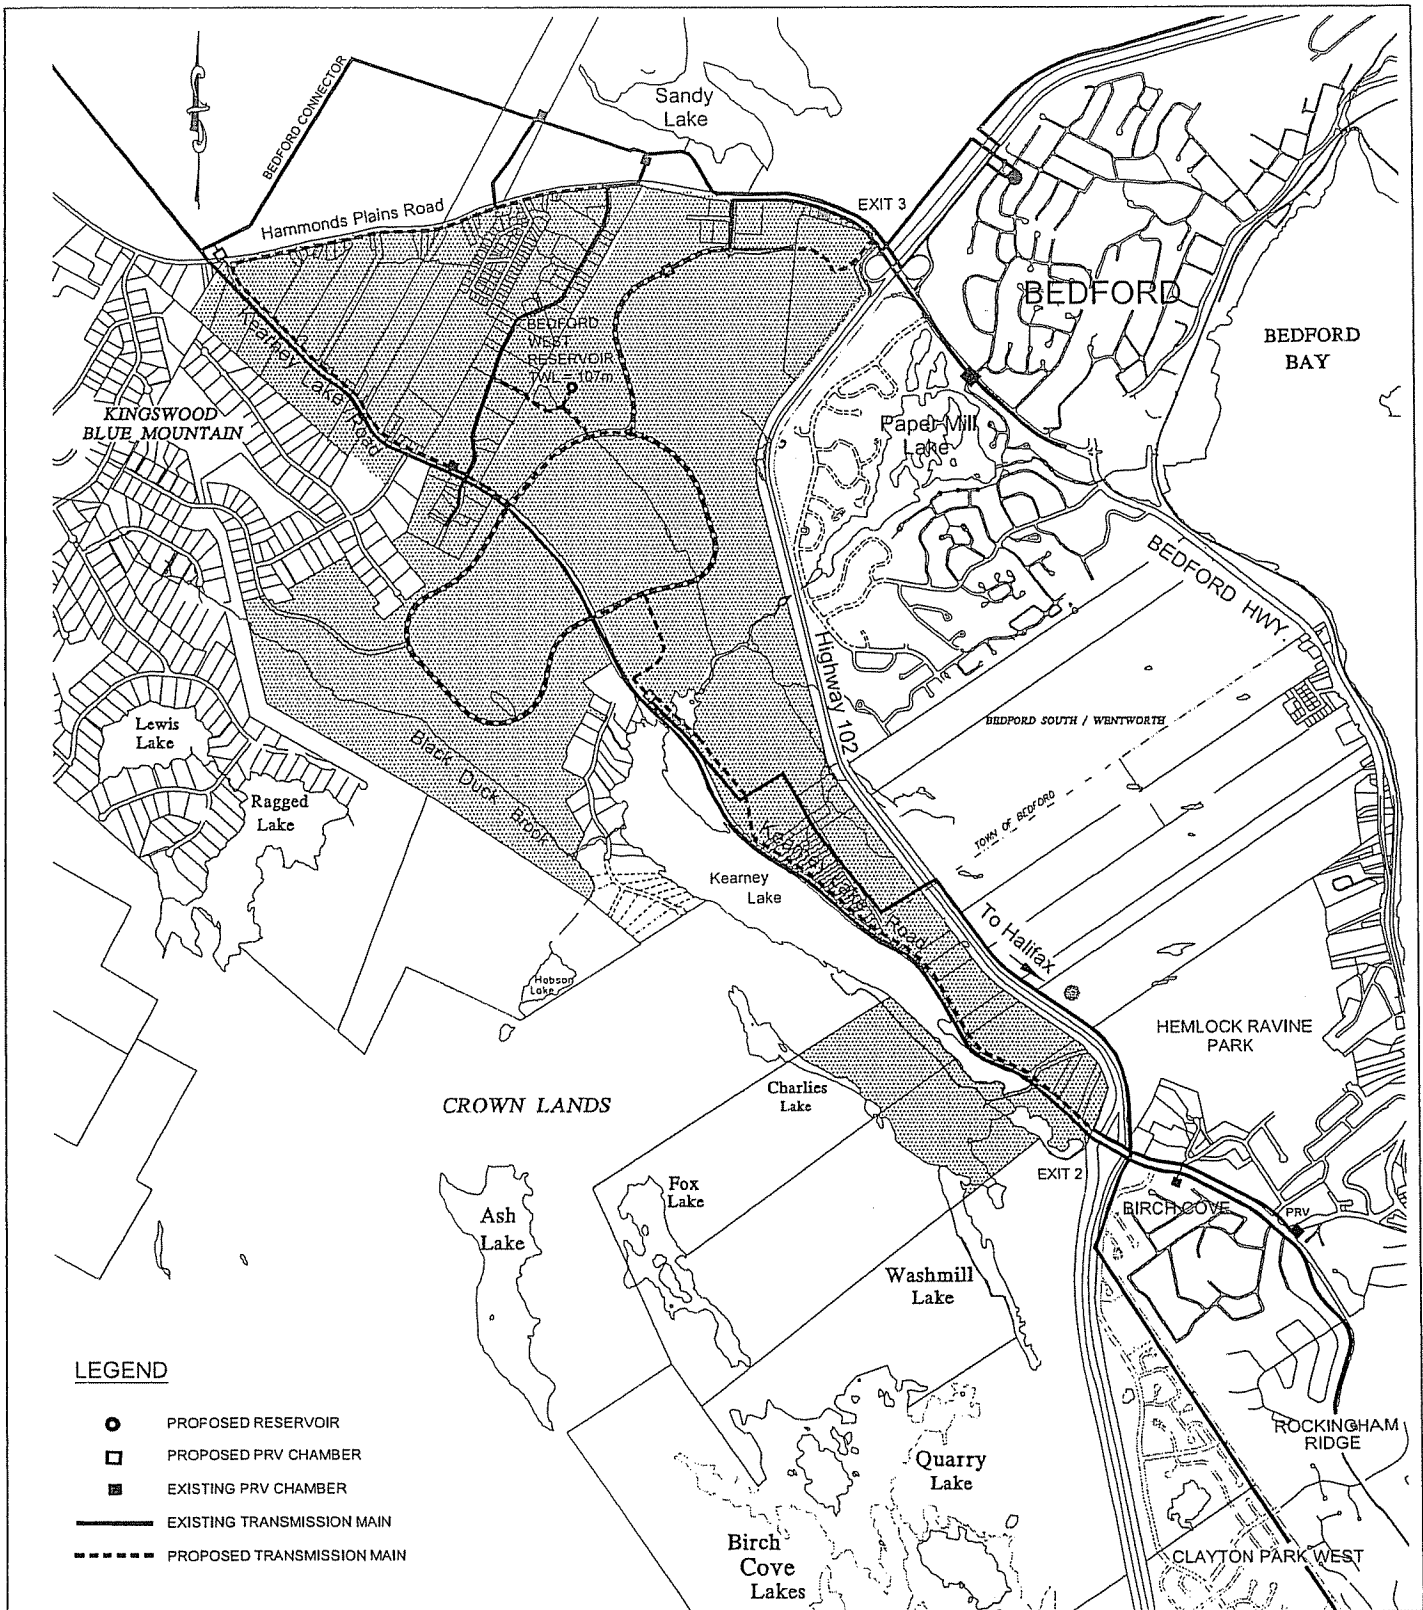 Sandy
Lake
BEDFORD CONNECTOR
Hammonds Plains Road
EXIT 3
BEDFORD
BEDFORD
BAY
Kearney Lake Road
BEDFORD
WEST
RESERVOIR
TWL = 107m
KINGSWOOD
BLUE MOUNTAIN
Paper Mill
Lake
BEDFORD HWY.
Highway 102
BEDFORD SOUTH / WENTWORTH
TOWN OF BEDFORD
Lewis
Lake
Ragged
Lake
Black Duck Brook
Kearney Lake Road
Kearney
Lake
To Halifax
Hobson
Lake
HEMLOCK RAVINE
PARK
Charlies
Lake
CROWN LANDS
EXIT 2
Fox
Lake
Ash
Lake
BIRCH COVE
PRV
Washmill
Lake
ROCKINGHAM
RIDGE
Quarry
Lake
Birch
Cove
Lakes
CLAYTON PARK WEST
LEGEND
PROPOSED RESERVOIR
PROPOSED PRV CHAMBER
EXISTING PRV CHAMBER
EXISTING TRANSMISSION MAIN
PROPOSED TRANSMISSION MAIN